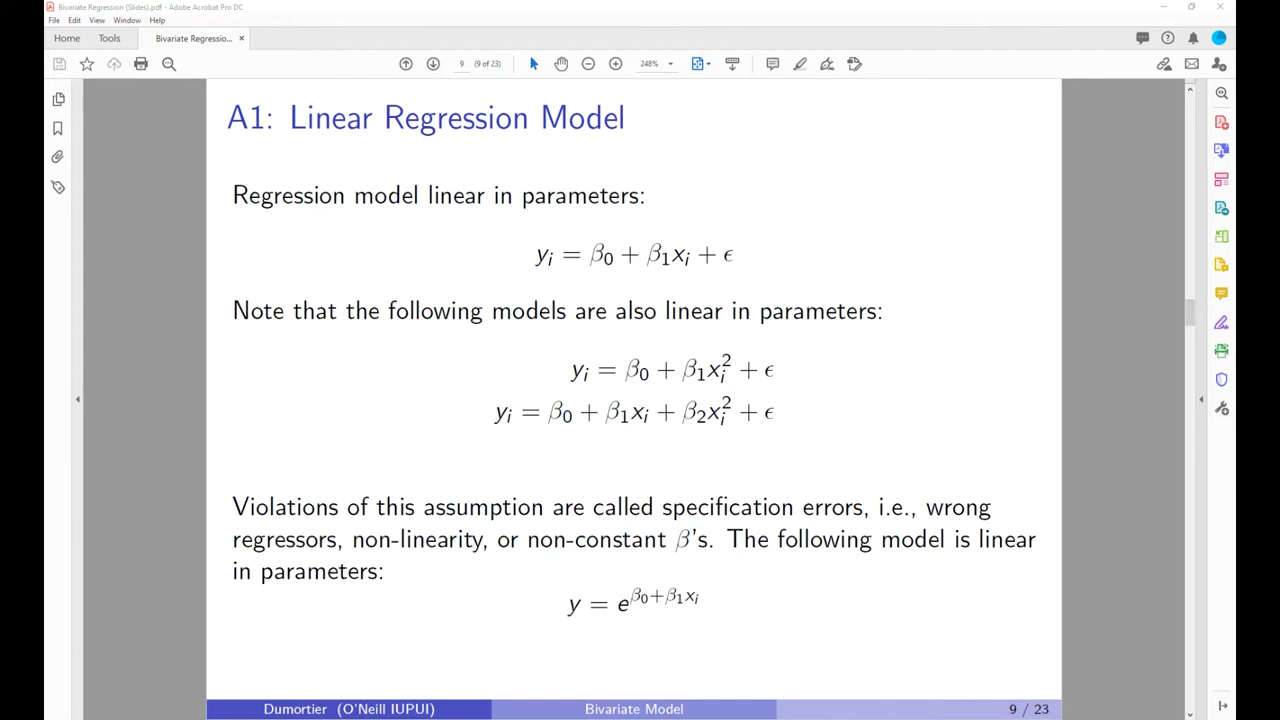 Bivariate Regression (Slides).pdf - Adobe Acrobat Pro DC
File Edit View Window Help
Home Tools Bivariate Regressio... ×
9 (9 of 23) 248%
A1: Linear Regression Model
Regression model linear in parameters:
yᵢ = β₀ + β₁xᵢ + ϵ
Note that the following models are also linear in parameters:
yᵢ = β₀ + β₁xᵢ² + ϵ
yᵢ = β₀ + β₁xᵢ + β₂xᵢ² + ϵ
Violations of this assumption are called specification errors, i.e., wrong
regressors, non-linearity, or non-constant β's. The following model is linear
in parameters:
y = e^{β₀+β₁xᵢ}
Dumortier (O'Neill IUPUI) Bivariate Model 9 / 23